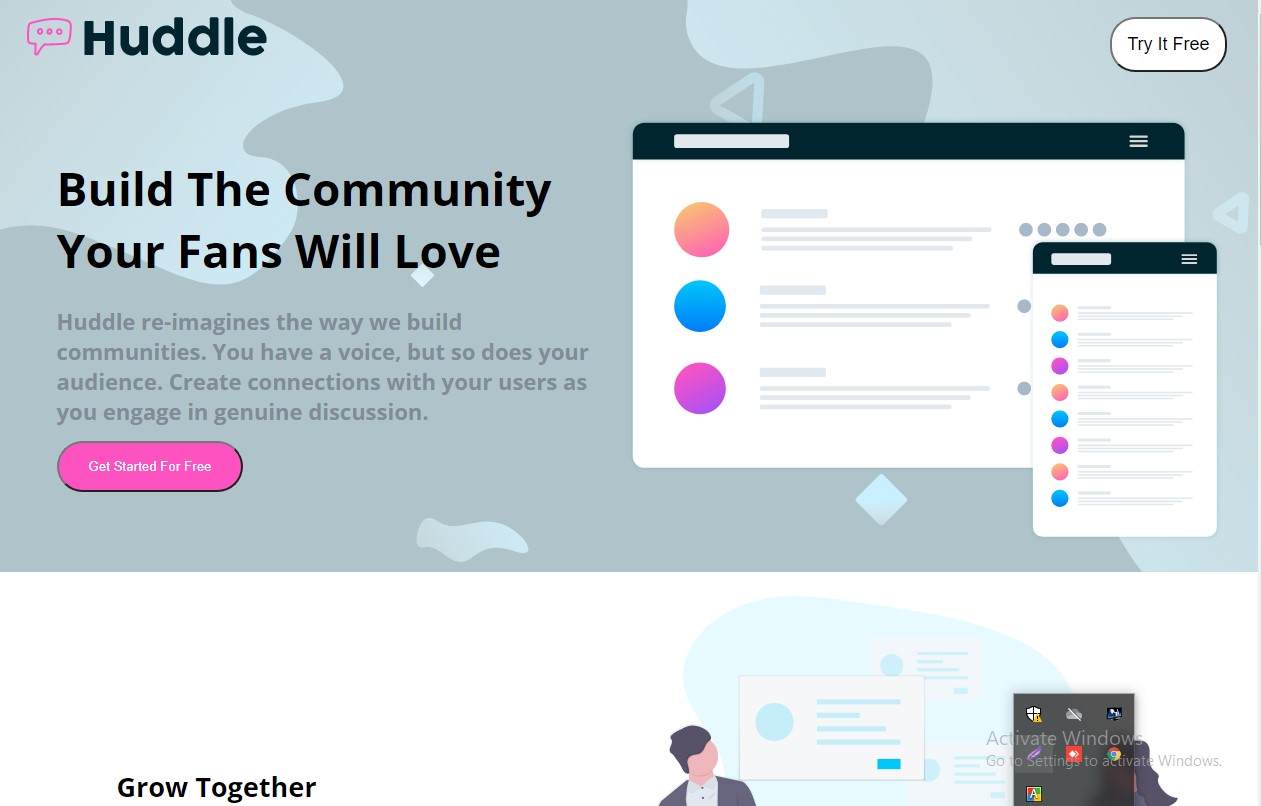 Huddle
Try It Free
Build The Community
Your Fans Will Love
Huddle re-imagines the way we build
communities. You have a voice, but so does your
audience. Create connections with your users as
you engage in genuine discussion.
Get Started For Free
Grow Together
Activate Windows
Go to Settings to activate Windows.